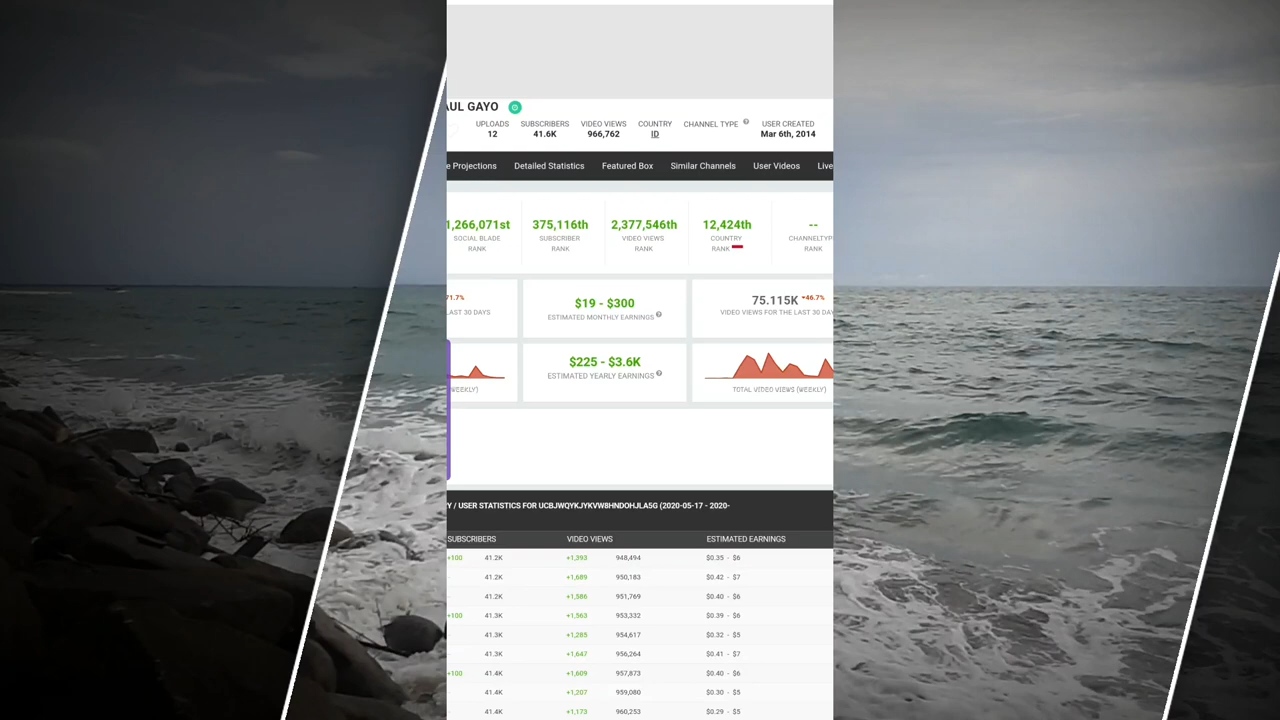 AUL GAYO
UPLOADS SUBSCRIBERS VIDEO VIEWS COUNTRY CHANNEL TYPE USER CREATED
12 41.6K 966,762 ID Mar 6th, 2014
e Projections Detailed Statistics Featured Box Similar Channels User Videos Live
1,266,071st 375,116th 2,377,546th 12,424th --
SOCIAL BLADE SUBSCRIBER VIDEO VIEWS COUNTRY CHANNELTYP
RANK RANK RANK RANK RANK
71.7% $19 - $300 75.115K 46.7%
LAST 30 DAYS ESTIMATED MONTHLY EARNINGS VIDEO VIEWS FOR THE LAST 30 DAY
$225 - $3.6K
ESTIMATED YEARLY EARNINGS
WEEKLY) TOTAL VIDEO VIEWS (WEEKLY)
Y / USER STATISTICS FOR UCBJWQYKJYKVW8HNDOHJLA5G (2020-05-17 - 2020-
SUBSCRIBERS VIDEO VIEWS ESTIMATED EARNINGS
+100 41.2K +1,393 948,494 $0.35 - $6
-- 41.2K +1,689 950,183 $0.42 - $7
-- 41.2K +1,586 951,769 $0.40 - $6
+100 41.3K +1,563 953,332 $0.39 - $6
-- 41.3K +1,285 954,617 $0.32 - $5
-- 41.3K +1,647 956,264 $0.41 - $7
+100 41.4K +1,609 957,873 $0.40 - $6
-- 41.4K +1,207 959,080 $0.30 - $5
-- 41.4K +1,173 960,253 $0.29 - $5